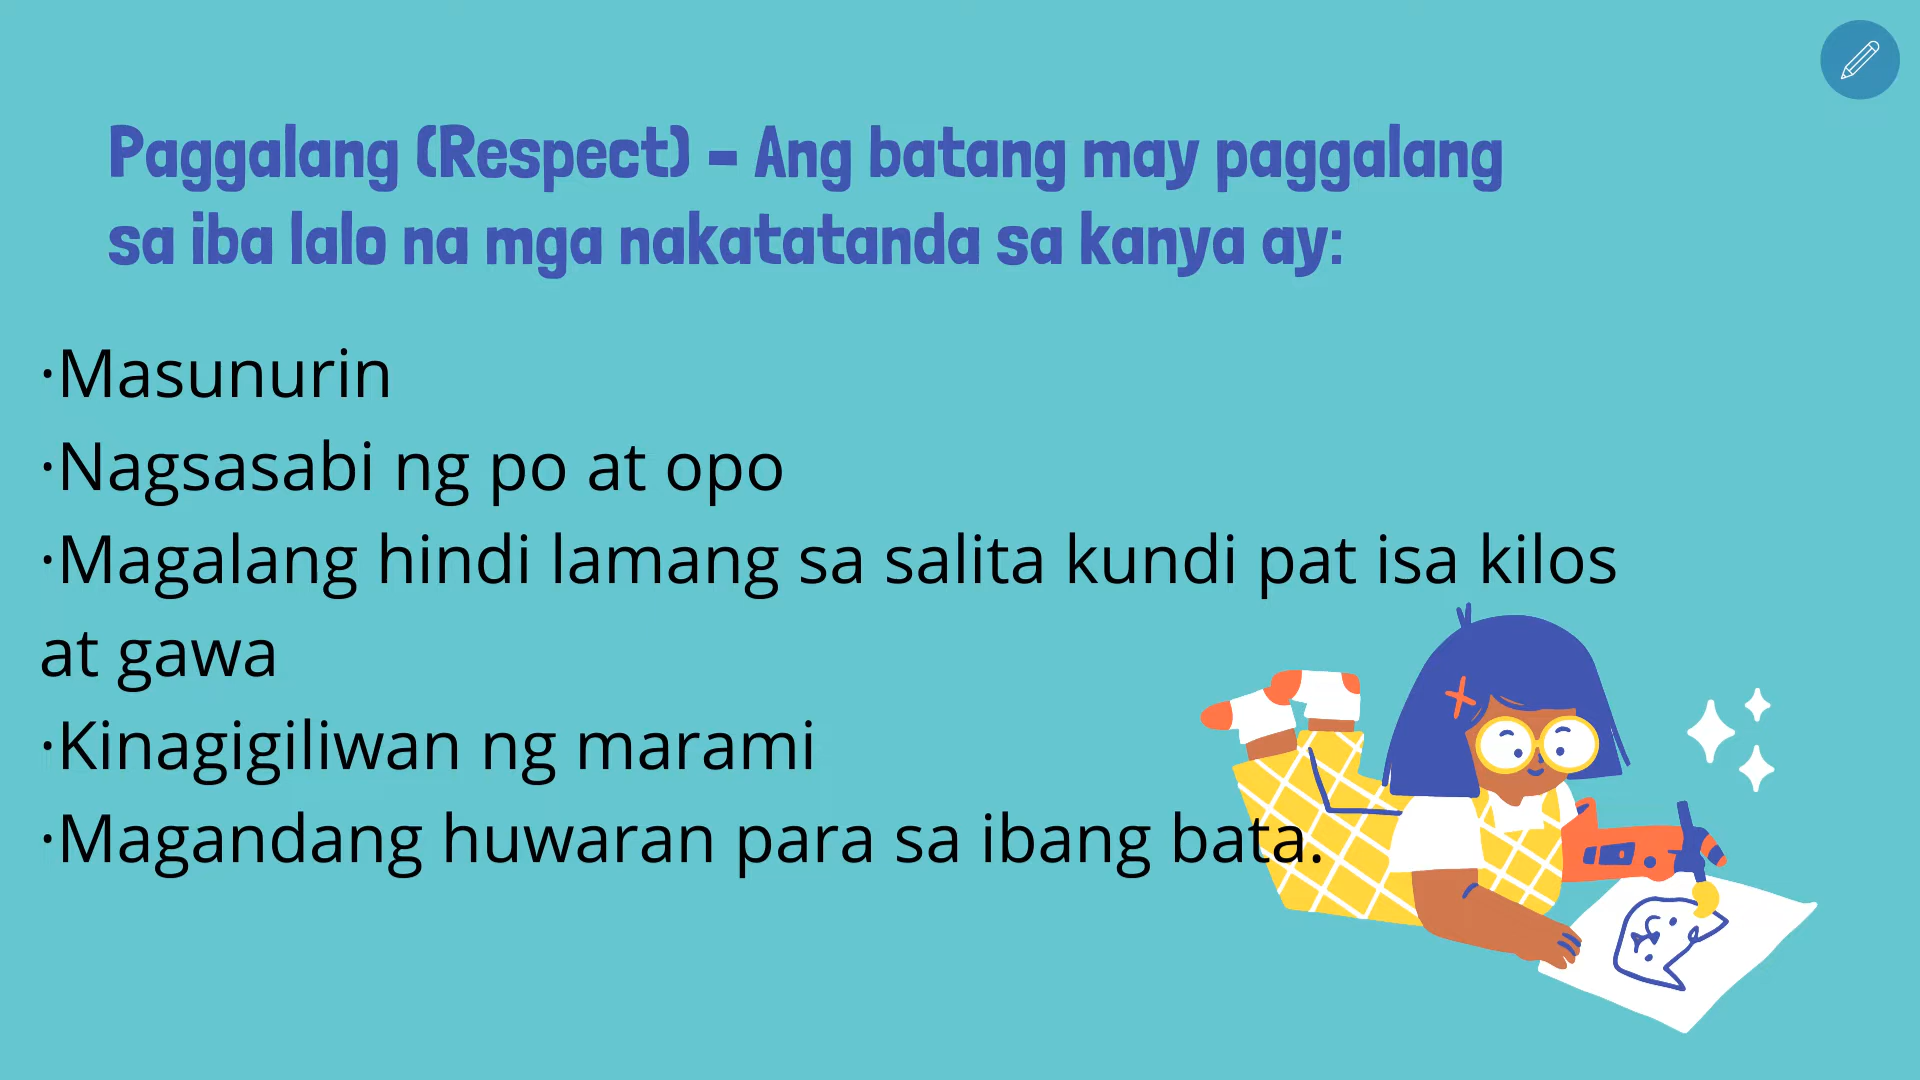 Paggalang (Respect) – Ang batang may paggalang
sa iba lalo na mga nakatatanda sa kanya ay:
·Masunurin
·Nagsasabi ng po at opo
·Magalang hindi lamang sa salita kundi pat isa kilos
at gawa
·Kinagigiliwan ng marami
·Magandang huwaran para sa ibang bata.